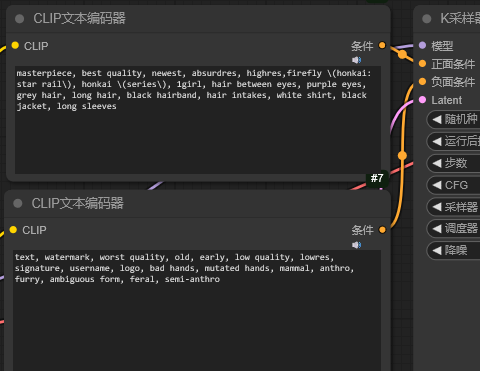 CLIP文本编码器
CLIP
条件
masterpiece, best quality, newest, absurdres, highres,firefly \(honkai:
star rail\), honkai \(series\), 1girl, hair between eyes, purple eyes,
grey hair, long hair, black hairband, hair intakes, white shirt, black
jacket, long sleeves
#7
CLIP文本编码器
CLIP
条件
text, watermark, worst quality, old, early, low quality, lowres,
signature, username, logo, bad hands, mutated hands, mammal, anthro,
furry, ambiguous form, feral, semi-anthro
K采样器
模型
正面条件
负面条件
Latent
随机种
运行后
步数
CFG
采样器
调度器
降噪